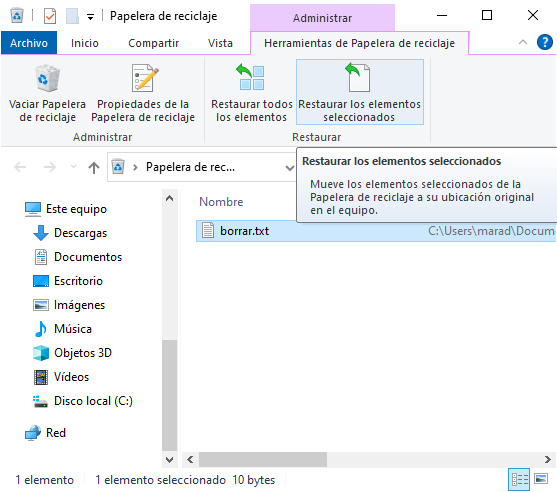 Papelera de reciclaje
Administrar
Archivo
Inicio
Compartir
Vista
Herramientas de Papelera de reciclaje
Vaciar Papelera
de reciclaje
Propiedades de la
Papelera de reciclaje
Restaurar todos
los elementos
Restaurar los elementos
seleccionados
Administrar
Restaurar
Papelera de rec...
Restaurar los elementos seleccionados
Mueve los elementos seleccionados de la
Papelera de reciclaje a su ubicación original
en el equipo.
Nombre
borrar.txt
C:\Users\marad\Docum
Este equipo
Descargas
Documentos
Escritorio
Imágenes
Música
Objetos 3D
Vídeos
Disco local (C:)
Red
1 elemento
1 elemento seleccionado
10 bytes